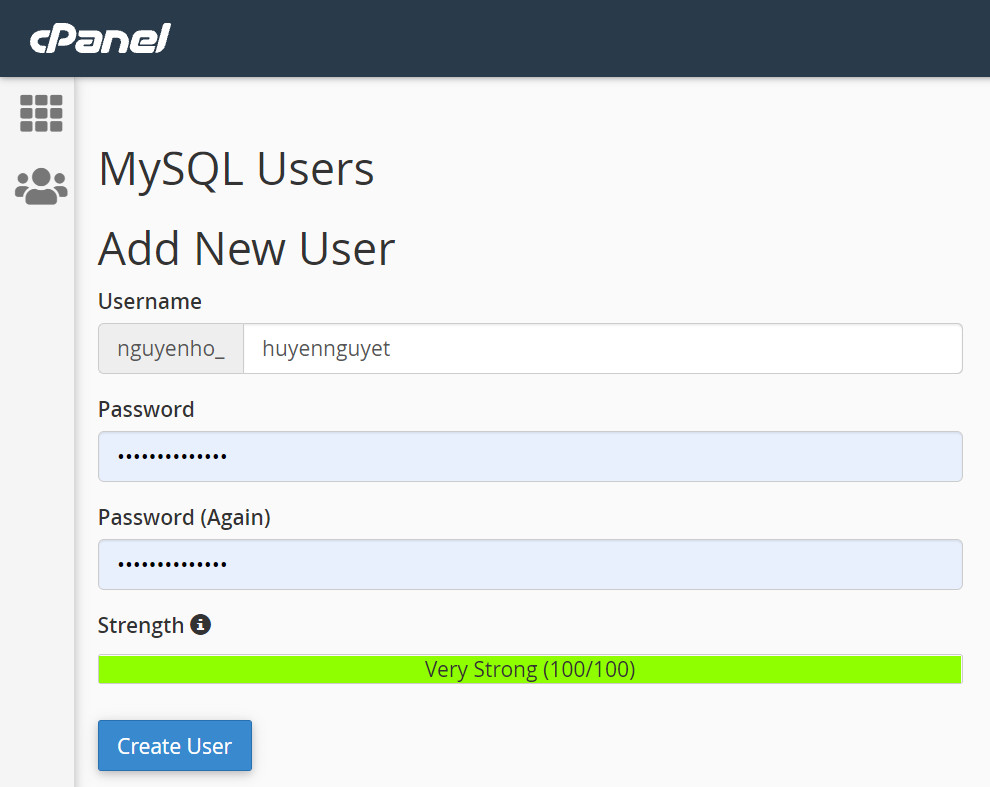 cPanel
MySQL Users
Add New User
Username
nguyenho_ huyennguyet
Password
••••••••••••••
Password (Again)
••••••••••••••
Strength
Very Strong (100/100)
Create User